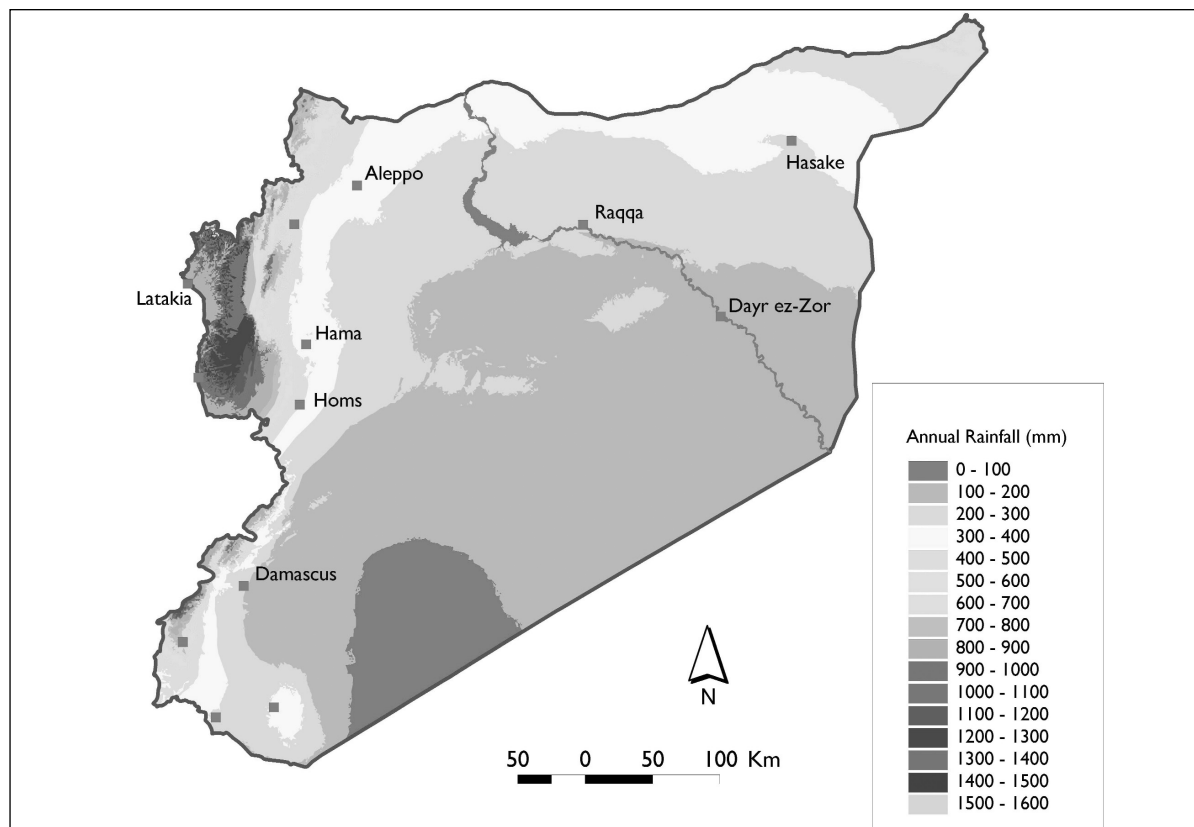 Aleppo
Hasake
Raqqa
Latakia
Dayr ez-Zor
Hama
Homs
Damascus
N
50 0 50 100 Km
Annual Rainfall (mm)
0 - 100
100 - 200
200 - 300
300 - 400
400 - 500
500 - 600
600 - 700
700 - 800
800 - 900
900 - 1000
1000 - 1100
1100 - 1200
1200 - 1300
1300 - 1400
1400 - 1500
1500 - 1600